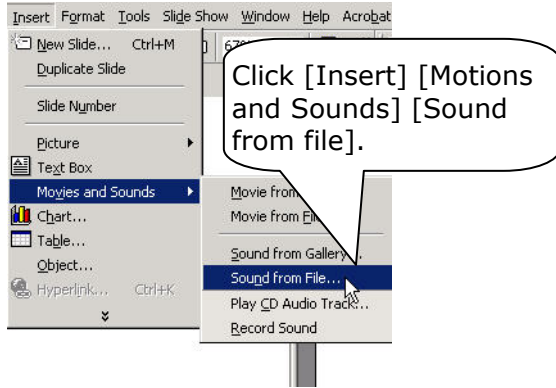 Insert Format Tools Slide Show Window Help Acrobat
New Slide... Ctrl+M
Duplicate Slide
Slide Number
Picture
Text Box
Movies and Sounds
Chart...
Table...
Object...
Hyperlink... Ctrl+K
Click [Insert] [Motions
and Sounds] [Sound
from file].
Movie from
Movie from
Sound from Gallery...
Sound from File...
Play CD Audio Track...
Record Sound